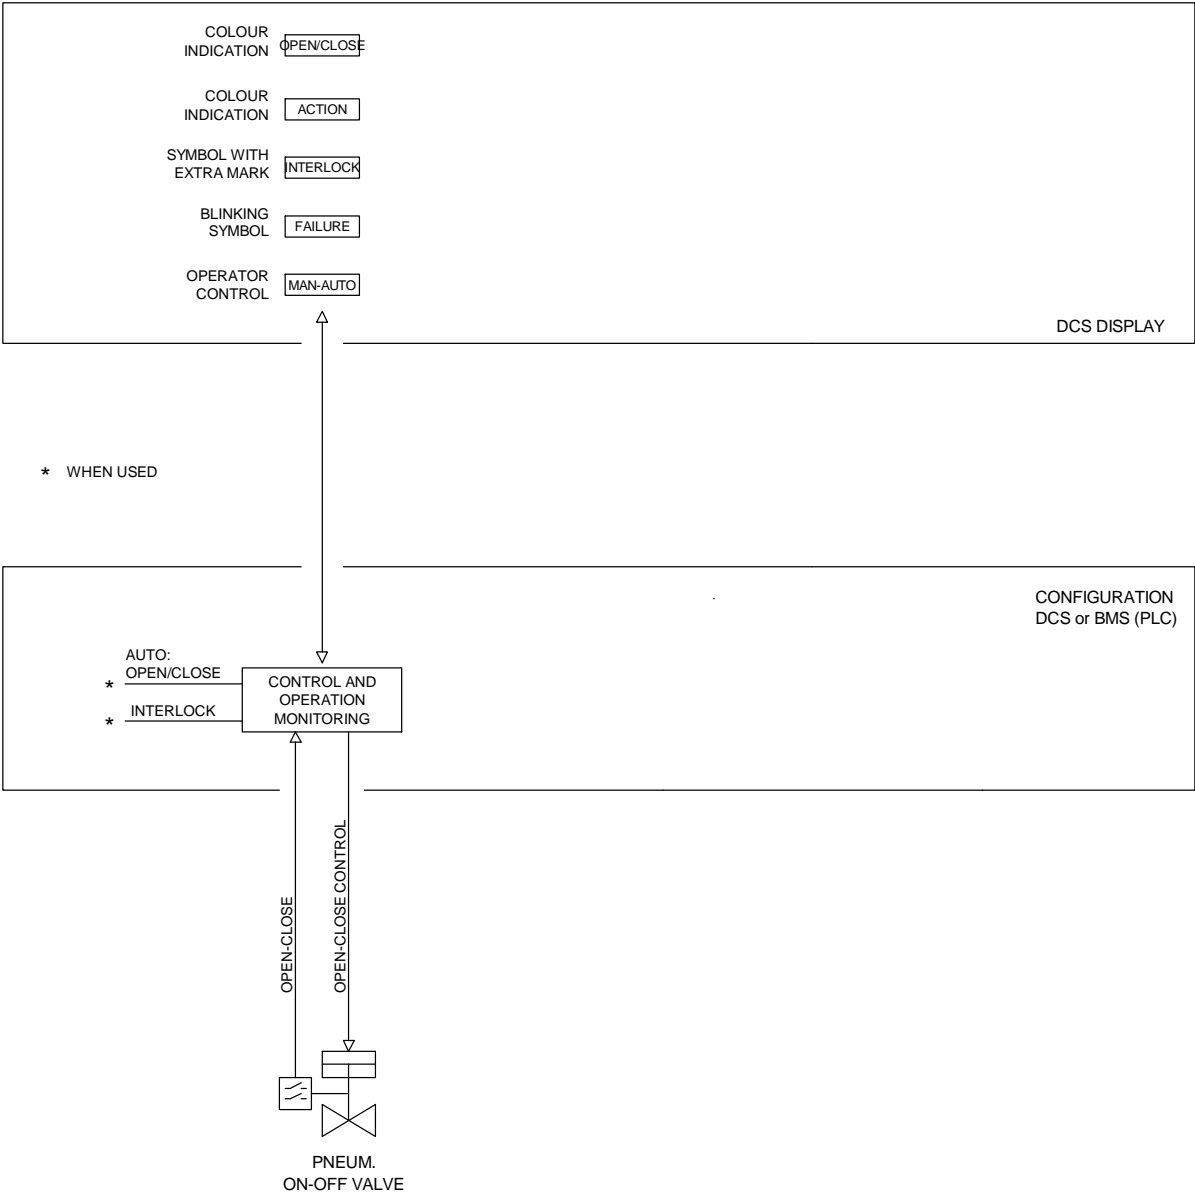 COLOUR
INDICATION
OPEN/CLOSE
COLOUR
INDICATION
ACTION
SYMBOL WITH
EXTRA MARK
INTERLOCK
BLINKING
SYMBOL
FAILURE
OPERATOR
CONTROL
MAN-AUTO
DCS DISPLAY
* WHEN USED
CONFIGURATION
DCS or BMS (PLC)
AUTO:
* OPEN/CLOSE
* INTERLOCK
CONTROL AND
OPERATION
MONITORING
OPEN-CLOSE
OPEN-CLOSE CONTROL
PNEUM.
ON-OFF VALVE